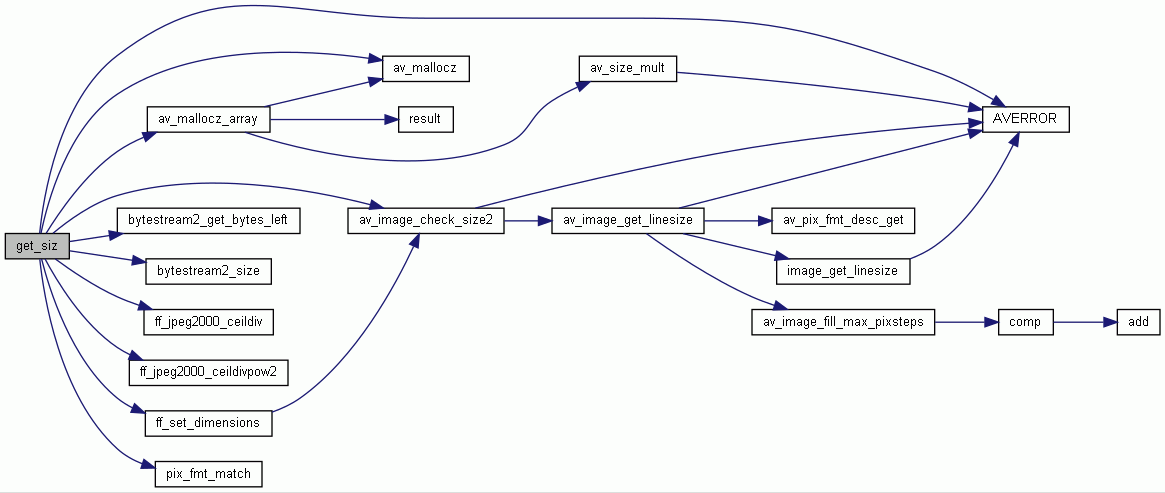 av_mallocz
av_size_mult
av_mallocz_array
result
AVERROR
bytestream2_get_bytes_left
av_image_check_size2
av_image_get_linesize
av_pix_fmt_desc_get
get_siz
bytestream2_size
image_get_linesize
ff_jpeg2000_ceildiv
av_image_fill_max_pixsteps
comp
add
ff_jpeg2000_ceildivpow2
ff_set_dimensions
pix_fmt_match